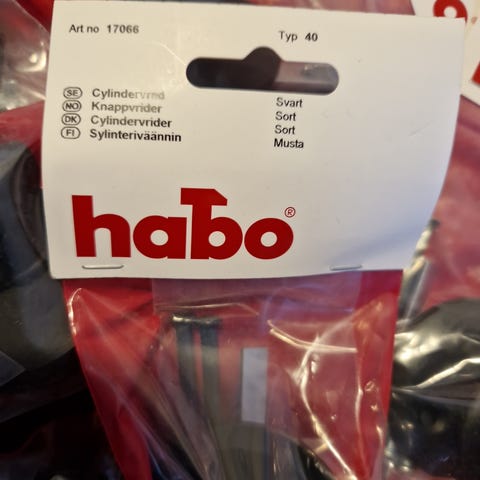 Art no 17066
Typ 40
SE Cylindervred Svart
NO Knappvrider Sort
DK Cylindervrider Sort
FI Sylinteriväännin Musta
habo®